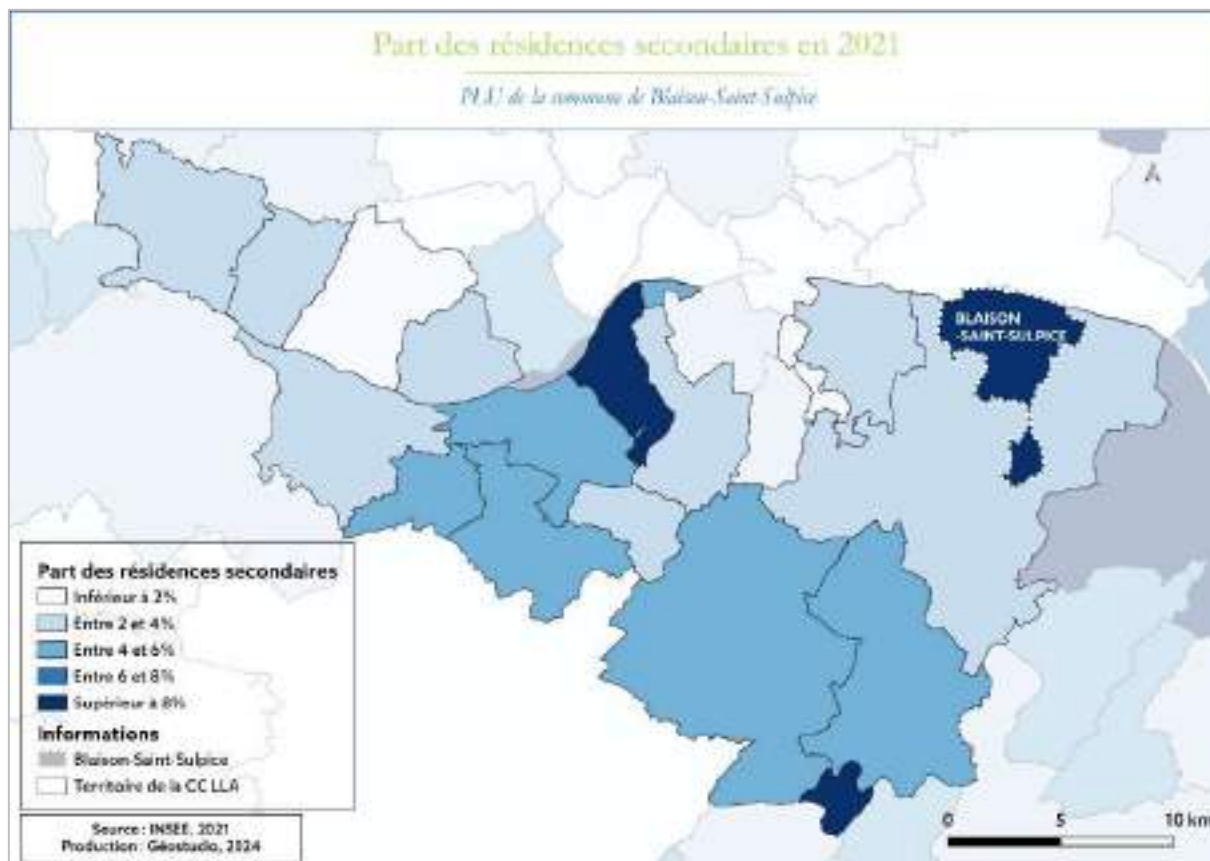 Part des résidences secondaires en 2021
PLU de la commune de Blaison-Saint-Sulpice
A
BLAISON
-SAINT-SULPICE
Part des résidences secondaires
Inférieur à 2%
Entre 2 et 4%
Entre 4 et 6%
Entre 6 et 8%
Supérieur à 8%
Informations
Blaison-Saint-Sulpice
Territoire de la CC LLA
Source : INSEE, 2021
Production : Géostudio, 2024
0 5 10 km